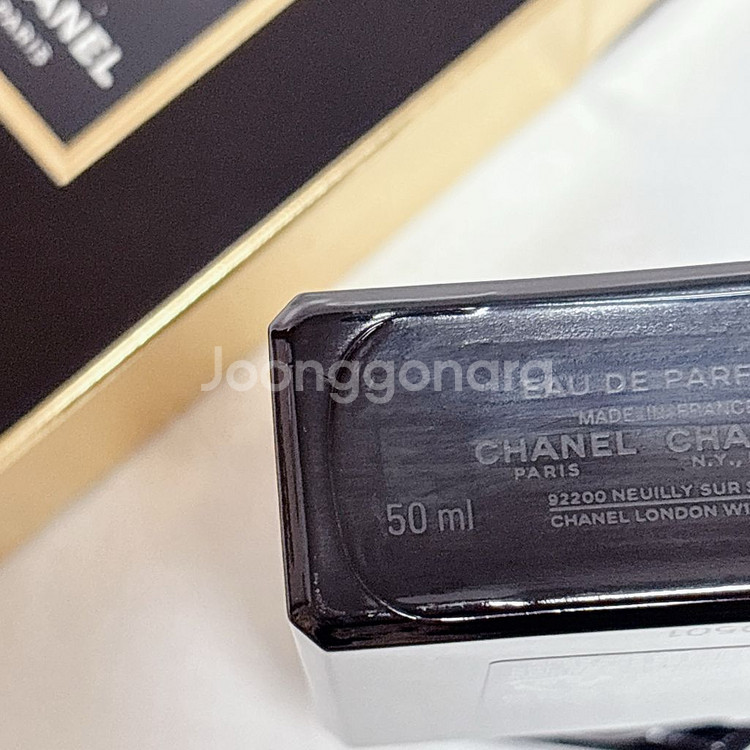 CHANEL
PARIS
Joonggonara
EAU DE PARF
MADE IN FRANC
CHANEL CHA
PARIS N.Y.,
50 ml
92200 NEUILLY SUR S
CHANEL LONDON W1